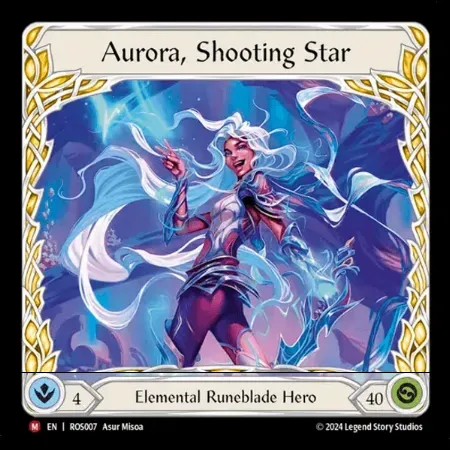 Aurora, Shooting Star
4
Elemental Runeblade Hero
40
M EN | ROS007 Asur Misoa
© 2024 Legend Story Studios